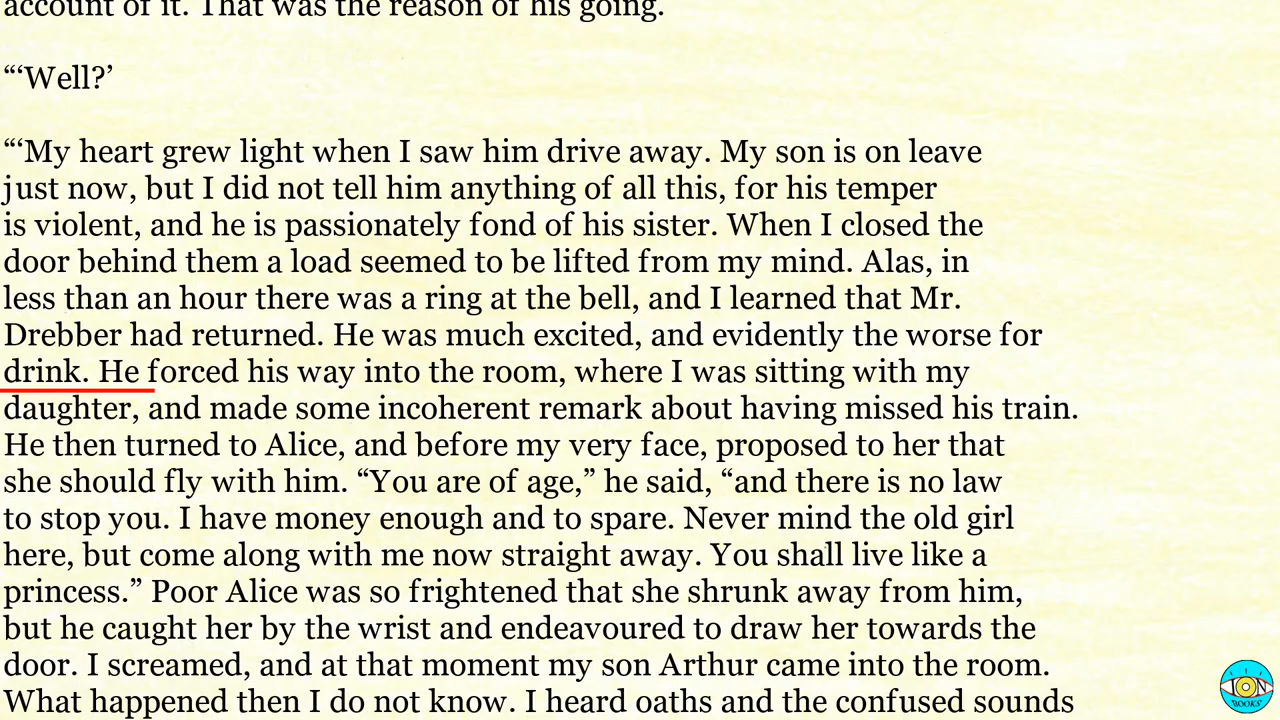 account of it. That was the reason of his going.
“‘Well?’
“‘My heart grew light when I saw him drive away. My son is on leave
just now, but I did not tell him anything of all this, for his temper
is violent, and he is passionately fond of his sister. When I closed the
door behind them a load seemed to be lifted from my mind. Alas, in
less than an hour there was a ring at the bell, and I learned that Mr.
Drebber had returned. He was much excited, and evidently the worse for
drink. He forced his way into the room, where I was sitting with my
daughter, and made some incoherent remark about having missed his train.
He then turned to Alice, and before my very face, proposed to her that
she should fly with him. “You are of age,” he said, “and there is no law
to stop you. I have money enough and to spare. Never mind the old girl
here, but come along with me now straight away. You shall live like a
princess.” Poor Alice was so frightened that she shrunk away from him,
but he caught her by the wrist and endeavoured to draw her towards the
door. I screamed, and at that moment my son Arthur came into the room.
What happened then I do not know. I heard oaths and the confused sounds
ION
BOOKS